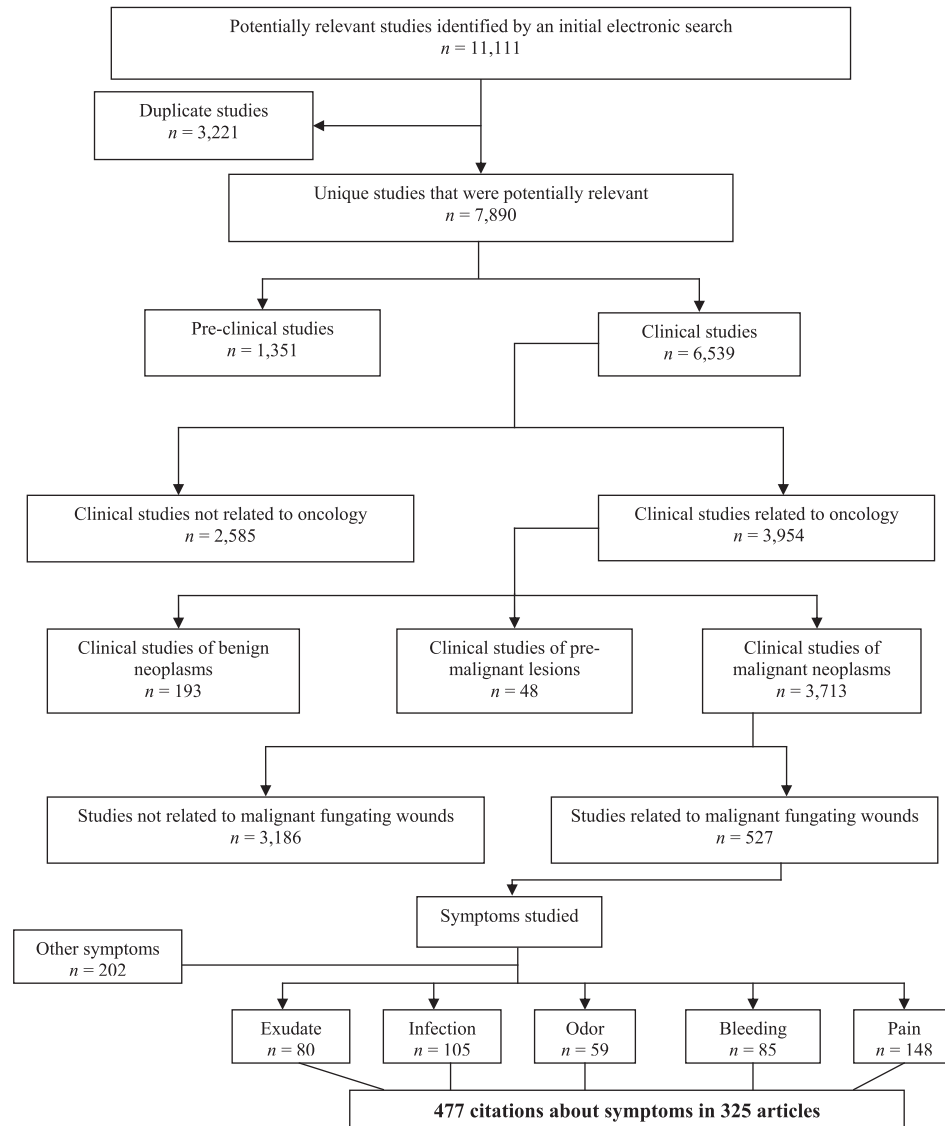 Potentially relevant studies identified by an initial electronic search
n = 11,111
Duplicate studies
n = 3,221
Unique studies that were potentially relevant
n = 7,890
Pre-clinical studies
n = 1,351
Clinical studies
n = 6,539
Clinical studies not related to oncology
n = 2,585
Clinical studies related to oncology
n = 3,954
Clinical studies of benign
neoplasms
n = 193
Clinical studies of pre-
malignant lesions
n = 48
Clinical studies of
malignant neoplasms
n = 3,713
Studies not related to malignant fungating wounds
n = 3,186
Studies related to malignant fungating wounds
n = 527
Symptoms studied
Other symptoms
n = 202
Exudate
n = 80
Infection
n = 105
Odor
n = 59
Bleeding
n = 85
Pain
n = 148
477 citations about symptoms in 325 articles